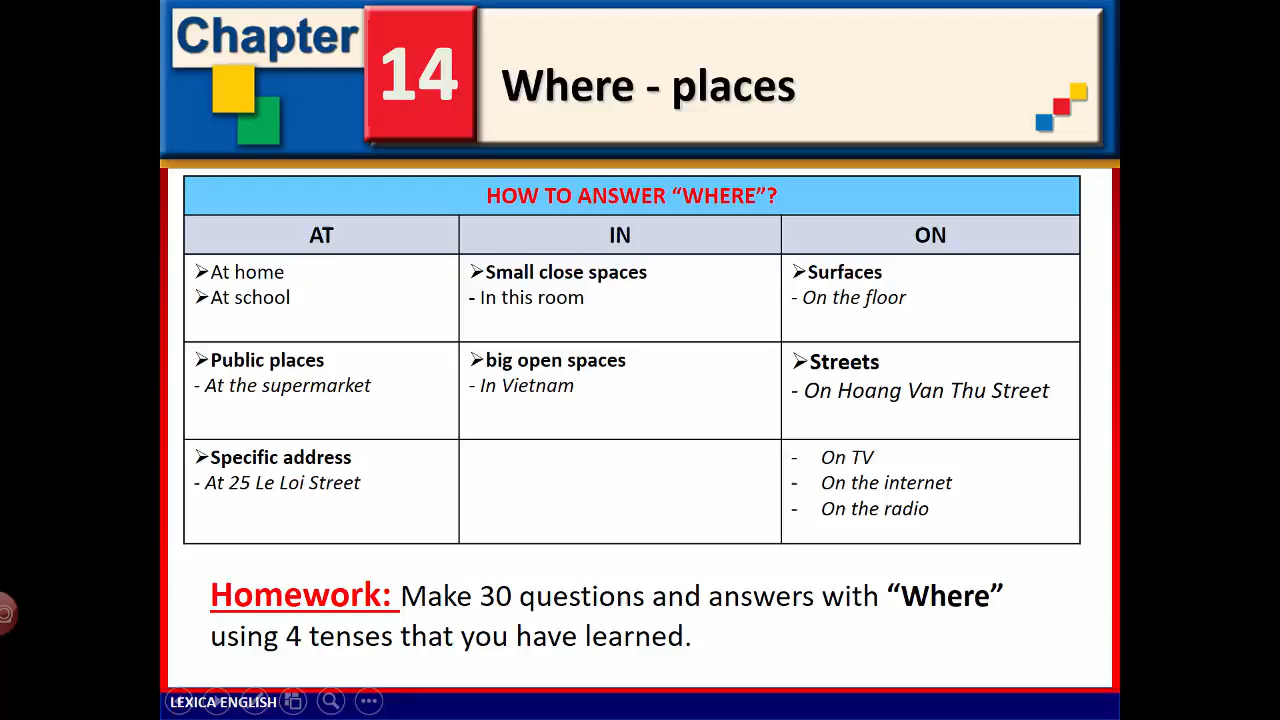 Chapter
14
Where - places
HOW TO ANSWER “WHERE”?
AT
IN
ON
➢At home
➢At school
➢Small close spaces
- In this room
➢Surfaces
- On the floor
➢Public places
- At the supermarket
➢big open spaces
- In Vietnam
➢Streets
- On Hoang Van Thu Street
➢Specific address
- At 25 Le Loi Street
- On TV
- On the internet
- On the radio
Homework: Make 30 questions and answers with “Where”
using 4 tenses that you have learned.
LEXICA ENGLISH